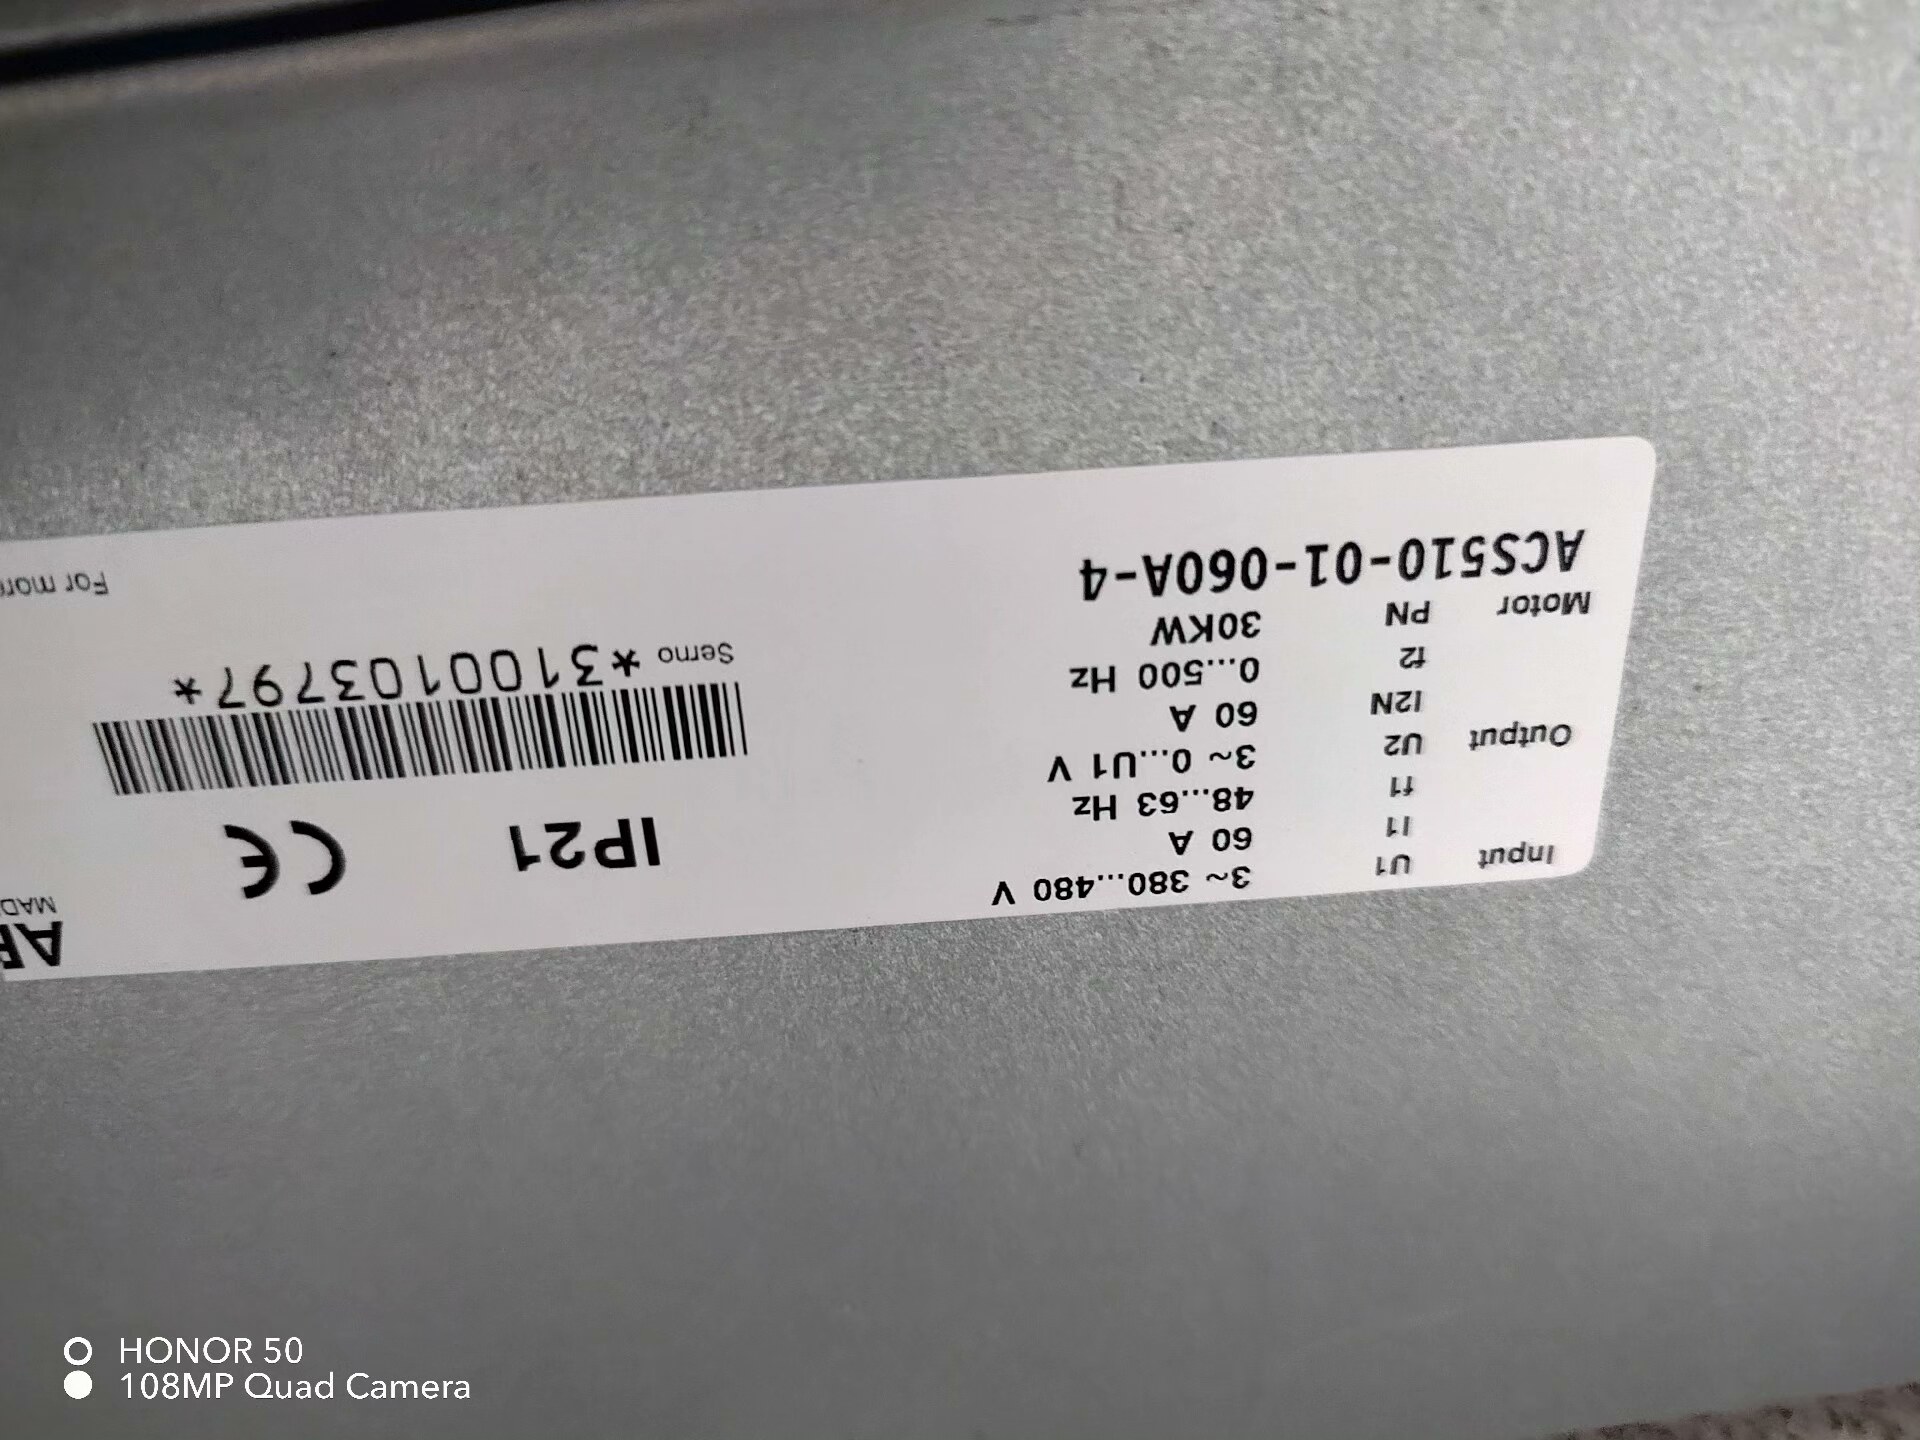 Input U1 3~ 380...480 V
I1 60 A
f1 48...63 Hz
Output U2 3~ 0...U1 V
I2N 60 A
f2 0...500 Hz
Motor PN 30KW
ACS510-01-060A-4
IP21 CE
Serno *3100103797*
For more
HONOR 50
108MP Quad Camera